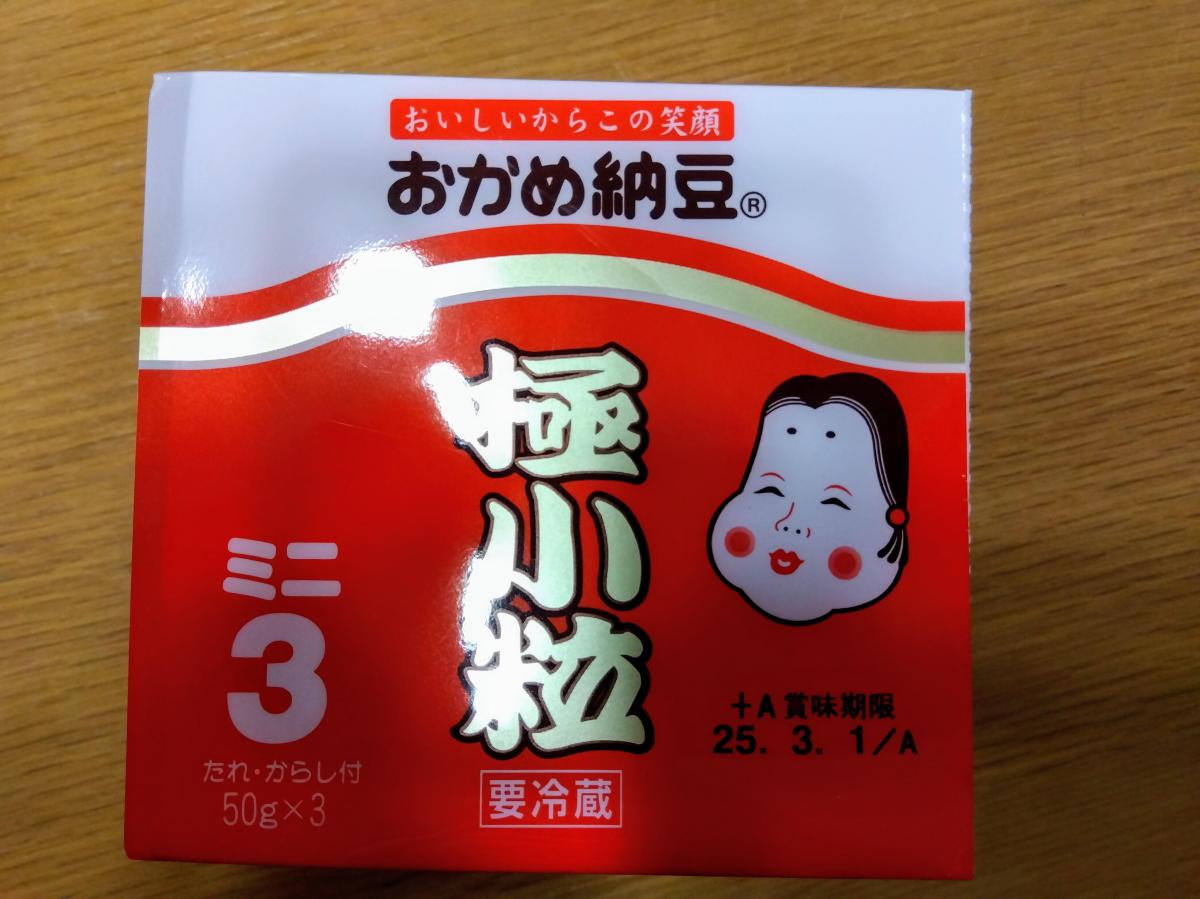 おいしいからこの笑顔
おかめ納豆®
極小粒
ミニ
3
たれ・からし付
50g×3
要冷蔵
+A 賞味期限
25. 3. 1/A